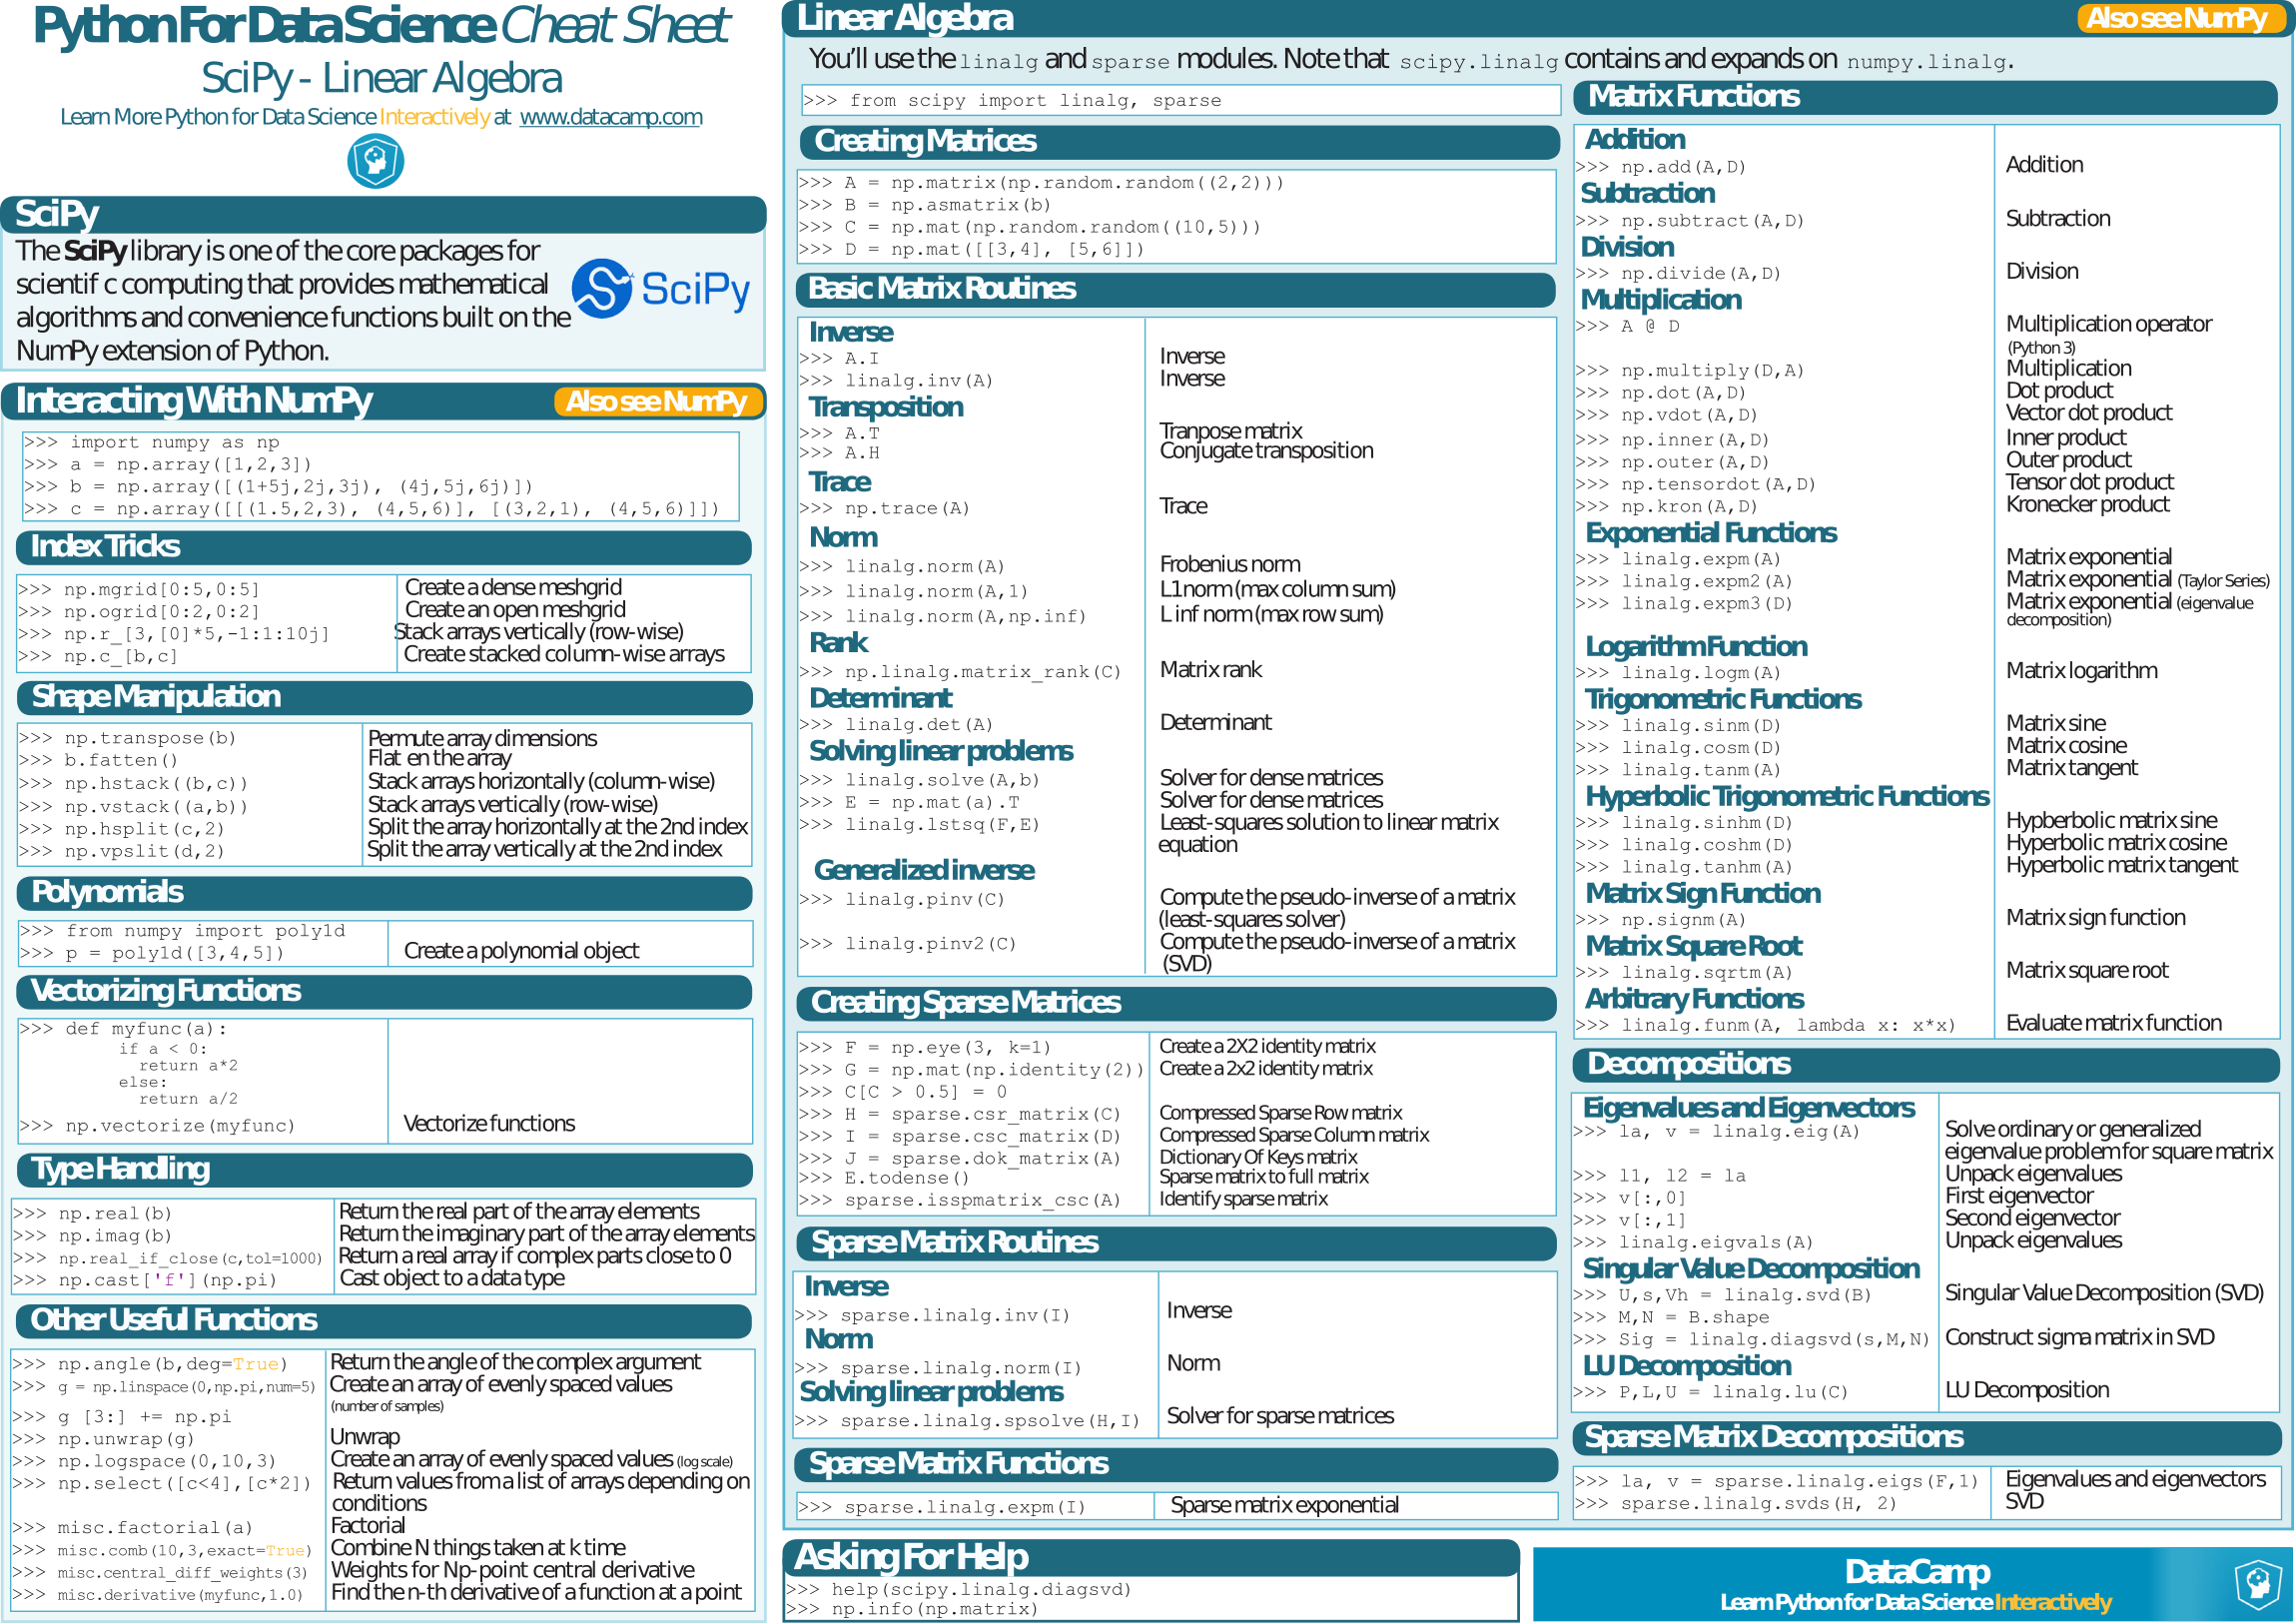 Python For Data Science Cheat Sheet
SciPy - Linear Algebra
Learn More Python for Data Science Interactively at www.datacamp.com
SciPy
The SciPy library is one of the core packages for
scientif c computing that provides mathematical
algorithms and convenience functions built on the
NumPy extension of Python.
SciPy
Interacting With NumPy
Also see NumPy
>>> import numpy as np
>>> a = np.array([1,2,3])
>>> b = np.array([(1+5j,2j,3j), (4j,5j,6j)])
>>> c = np.array([[(1.5,2,3), (4,5,6)], [(3,2,1), (4,5,6)]])
Index Tricks
>>> np.mgrid[0:5,0:5] Create a dense meshgrid
>>> np.ogrid[0:2,0:2] Create an open meshgrid
>>> np.r_[3,[0]*5,-1:1:10j] Stack arrays vertically (row-wise)
>>> np.c_[b,c] Create stacked column-wise arrays
Shape Manipulation
>>> np.transpose(b) Permute array dimensions
>>> b.fatten() Flat en the array
>>> np.hstack((b,c)) Stack arrays horizontally (column-wise)
>>> np.vstack((a,b)) Stack arrays vertically (row-wise)
>>> np.hsplit(c,2) Split the array horizontally at the 2nd index
>>> np.vpslit(d,2) Split the array vertically at the 2nd index
Polynomials
>>> from numpy import poly1d
>>> p = poly1d([3,4,5]) Create a polynomial object
Vectorizing Functions
>>> def myfunc(a):
if a < 0:
return a*2
else:
return a/2
>>> np.vectorize(myfunc) Vectorize functions
Type Handling
>>> np.real(b) Return the real part of the array elements
>>> np.imag(b) Return the imaginary part of the array elements
>>> np.real_if_close(c,tol=1000) Return a real array if complex parts close to 0
>>> np.cast['f'](np.pi) Cast object to a data type
Other Useful Functions
>>> np.angle(b,deg=True) Return the angle of the complex argument
>>> g = np.linspace(0,np.pi,num=5) Create an array of evenly spaced values
(number of samples)
>>> g [3:] += np.pi
>>> np.unwrap(g) Unwrap
>>> np.logspace(0,10,3) Create an array of evenly spaced values (log scale)
>>> np.select([c<4],[c*2]) Return values from a list of arrays depending on
conditions
>>> misc.factorial(a) Factorial
>>> misc.comb(10,3,exact=True) Combine N things taken at k time
>>> misc.central_diff_weights(3) Weights for Np-point central derivative
>>> misc.derivative(myfunc,1.0) Find the n-th derivative of a function at a point
Linear Algebra
Also see NumPy
You'll use the linalg and sparse modules. Note that scipy.linalg contains and expands on numpy.linalg.
>>> from scipy import linalg, sparse
Creating Matrices
>>> A = np.matrix(np.random.random((2,2)))
>>> B = np.asmatrix(b)
>>> C = np.mat(np.random.random((10,5)))
>>> D = np.mat([[3,4], [5,6]])
Basic Matrix Routines
Inverse
>>> A.I Inverse
>>> linalg.inv(A) Inverse
Transposition
>>> A.T Tranpose matrix
>>> A.H Conjugate transposition
Trace
>>> np.trace(A) Trace
Norm
>>> linalg.norm(A) Frobenius norm
>>> linalg.norm(A,1) L1 norm (max column sum)
>>> linalg.norm(A,np.inf) L inf norm (max row sum)
Rank
>>> np.linalg.matrix_rank(C) Matrix rank
Determinant
>>> linalg.det(A) Determinant
Solving linear problems
>>> linalg.solve(A,b) Solver for dense matrices
>>> E = np.mat(a).T Solver for dense matrices
>>> linalg.lstsq(F,E) Least-squares solution to linear matrix
equation
Generalized inverse
>>> linalg.pinv(C) Compute the pseudo-inverse of a matrix
(least-squares solver)
>>> linalg.pinv2(C) Compute the pseudo-inverse of a matrix
(SVD)
Creating Sparse Matrices
>>> F = np.eye(3, k=1) Create a 2X2 identity matrix
>>> G = np.mat(np.identity(2)) Create a 2x2 identity matrix
>>> C[C > 0.5] = 0
>>> H = sparse.csr_matrix(C) Compressed Sparse Row matrix
>>> I = sparse.csc_matrix(D) Compressed Sparse Column matrix
>>> J = sparse.dok_matrix(A) Dictionary Of Keys matrix
>>> E.todense() Sparse matrix to full matrix
>>> sparse.isspmatrix_csc(A) Identify sparse matrix
Sparse Matrix Routines
Inverse
>>> sparse.linalg.inv(I) Inverse
Norm
>>> sparse.linalg.norm(I) Norm
Solving linear problems
>>> sparse.linalg.spsolve(H,I) Solver for sparse matrices
Sparse Matrix Functions
>>> sparse.linalg.expm(I) Sparse matrix exponential
Asking For Help
>>> help(scipy.linalg.diagsvd)
>>> np.info(np.matrix)
Matrix Functions
Addition
>>> np.add(A,D) Addition
Subtraction
>>> np.subtract(A,D) Subtraction
Division
>>> np.divide(A,D) Division
Multiplication
>>> A @ D Multiplication operator
(Python 3)
>>> np.multiply(D,A) Multiplication
>>> np.dot(A,D) Dot product
>>> np.vdot(A,D) Vector dot product
>>> np.inner(A,D) Inner product
>>> np.outer(A,D) Outer product
>>> np.tensordot(A,D) Tensor dot product
>>> np.kron(A,D) Kronecker product
Exponential Functions
>>> linalg.expm(A) Matrix exponential
>>> linalg.expm2(A) Matrix exponential (Taylor Series)
>>> linalg.expm3(D) Matrix exponential (eigenvalue
decomposition)
Logarithm Function
>>> linalg.logm(A) Matrix logarithm
Trigonometric Functions
>>> linalg.sinm(D) Matrix sine
>>> linalg.cosm(D) Matrix cosine
>>> linalg.tanm(A) Matrix tangent
Hyperbolic Trigonometric Functions
>>> linalg.sinhm(D) Hypberbolic matrix sine
>>> linalg.coshm(D) Hyperbolic matrix cosine
>>> linalg.tanhm(A) Hyperbolic matrix tangent
Matrix Sign Function
>>> np.signm(A) Matrix sign function
Matrix Square Root
>>> linalg.sqrtm(A) Matrix square root
Arbitrary Functions
>>> linalg.funm(A, lambda x: x*x) Evaluate matrix function
Decompositions
Eigenvalues and Eigenvectors
>>> la, v = linalg.eig(A) Solve ordinary or generalized
eigenvalue problem for square matrix
>>> l1, l2 = la Unpack eigenvalues
>>> v[:,0] First eigenvector
>>> v[:,1] Second eigenvector
>>> linalg.eigvals(A) Unpack eigenvalues
Singular Value Decomposition
>>> U,s,Vh = linalg.svd(B) Singular Value Decomposition (SVD)
>>> M,N = B.shape
>>> Sig = linalg.diagsvd(s,M,N) Construct sigma matrix in SVD
LU Decomposition
>>> P,L,U = linalg.lu(C) LU Decomposition
Sparse Matrix Decompositions
>>> la, v = sparse.linalg.eigs(F,1) Eigenvalues and eigenvectors
>>> sparse.linalg.svds(H, 2) SVD
DataCamp
Learn Python for Data Science Interactively